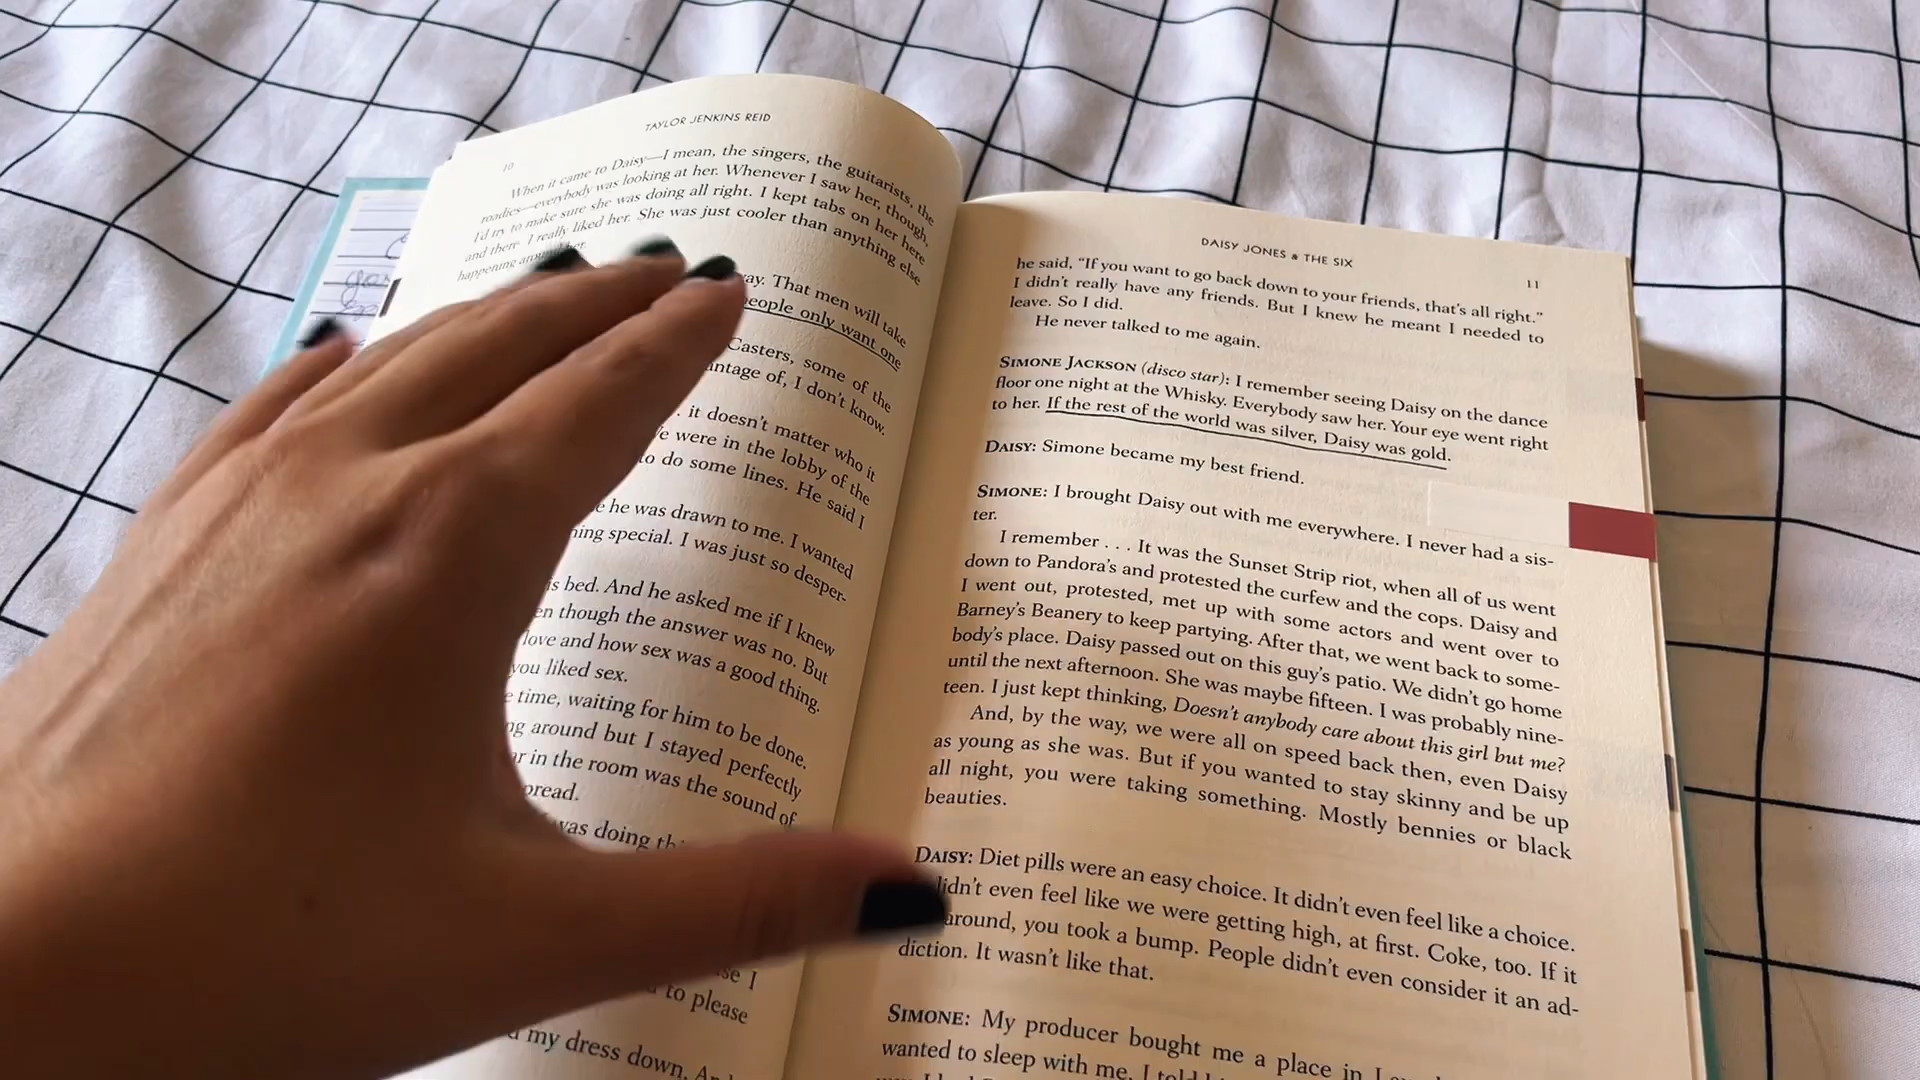 TAYLOR JENKINS REID
10
When it came to Daisy—I mean, the singers, the guitarists, the
roadies—everybody was looking at her. Whenever I saw her, though,
I'd try to make sure she was doing all right. I kept tabs on her here
and there. I really liked her. She was just cooler than anything else
happening around her.
way. That men will take
people only want one
Casters, some of the
I don't know.
. it doesn't matter who it
were in the lobby of the
to do some lines. He said I
he was drawn to me. I wanted
special. I was just so desper-
bed. And he asked me if I knew
though the answer was no. But
love and how sex was a good thing.
you liked sex.
time, waiting for him to be done.
around but I stayed perfectly
in the room was the sound of
was doing
I
to please
my dress down.
DAISY JONES & THE SIX
11
he said, “If you want to go back down to your friends, that's all right.”
I didn't really have any friends. But I knew he meant I needed to
leave. So I did.
He never talked to me again.
SIMONE JACKSON (disco star): I remember seeing Daisy on the dance
floor one night at the Whisky. Everybody saw her. Your eye went right
to her. If the rest of the world was silver, Daisy was gold.
DAISY: Simone became my best friend.
SIMONE: I brought Daisy out with me everywhere. I never had a sis-
ter.
I remember . . . It was the Sunset Strip riot, when all of us went
down to Pandora's and protested the curfew and the cops. Daisy and
I went out, protested, met up with some actors and went over to
Barney's Beanery to keep partying. After that, we went back to some-
body's place. Daisy passed out on this guy's patio. We didn't go home
until the next afternoon. She was maybe fifteen. I was probably nine-
teen. I just kept thinking, Doesn't anybody care about this girl but me?
And, by the way, we were all on speed back then, even Daisy
as young as she was. But if you wanted to stay skinny and be up
all night, you were taking something. Mostly bennies or black
beauties.
DAISY: Diet pills were an easy choice. It didn't even feel like a choice.
didn't even feel like we were getting high, at first. Coke, too. If it
around, you took a bump. People didn't even consider it an ad-
diction. It wasn't like that.
SIMONE: My producer bought me a place in
wanted to sleep with me. I told